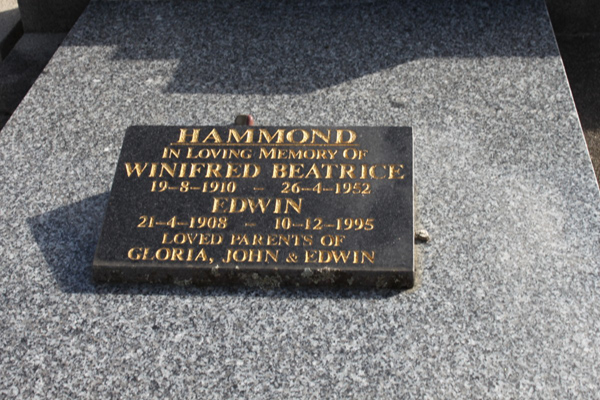 HAMMOND
IN LOVING MEMORY OF
WINIFRED BEATRICE
19-8-1910 - 26-4-1952
EDWIN
21-4-1908 - 10-12-1995
LOVED PARENTS OF
GLORIA, JOHN & EDWIN